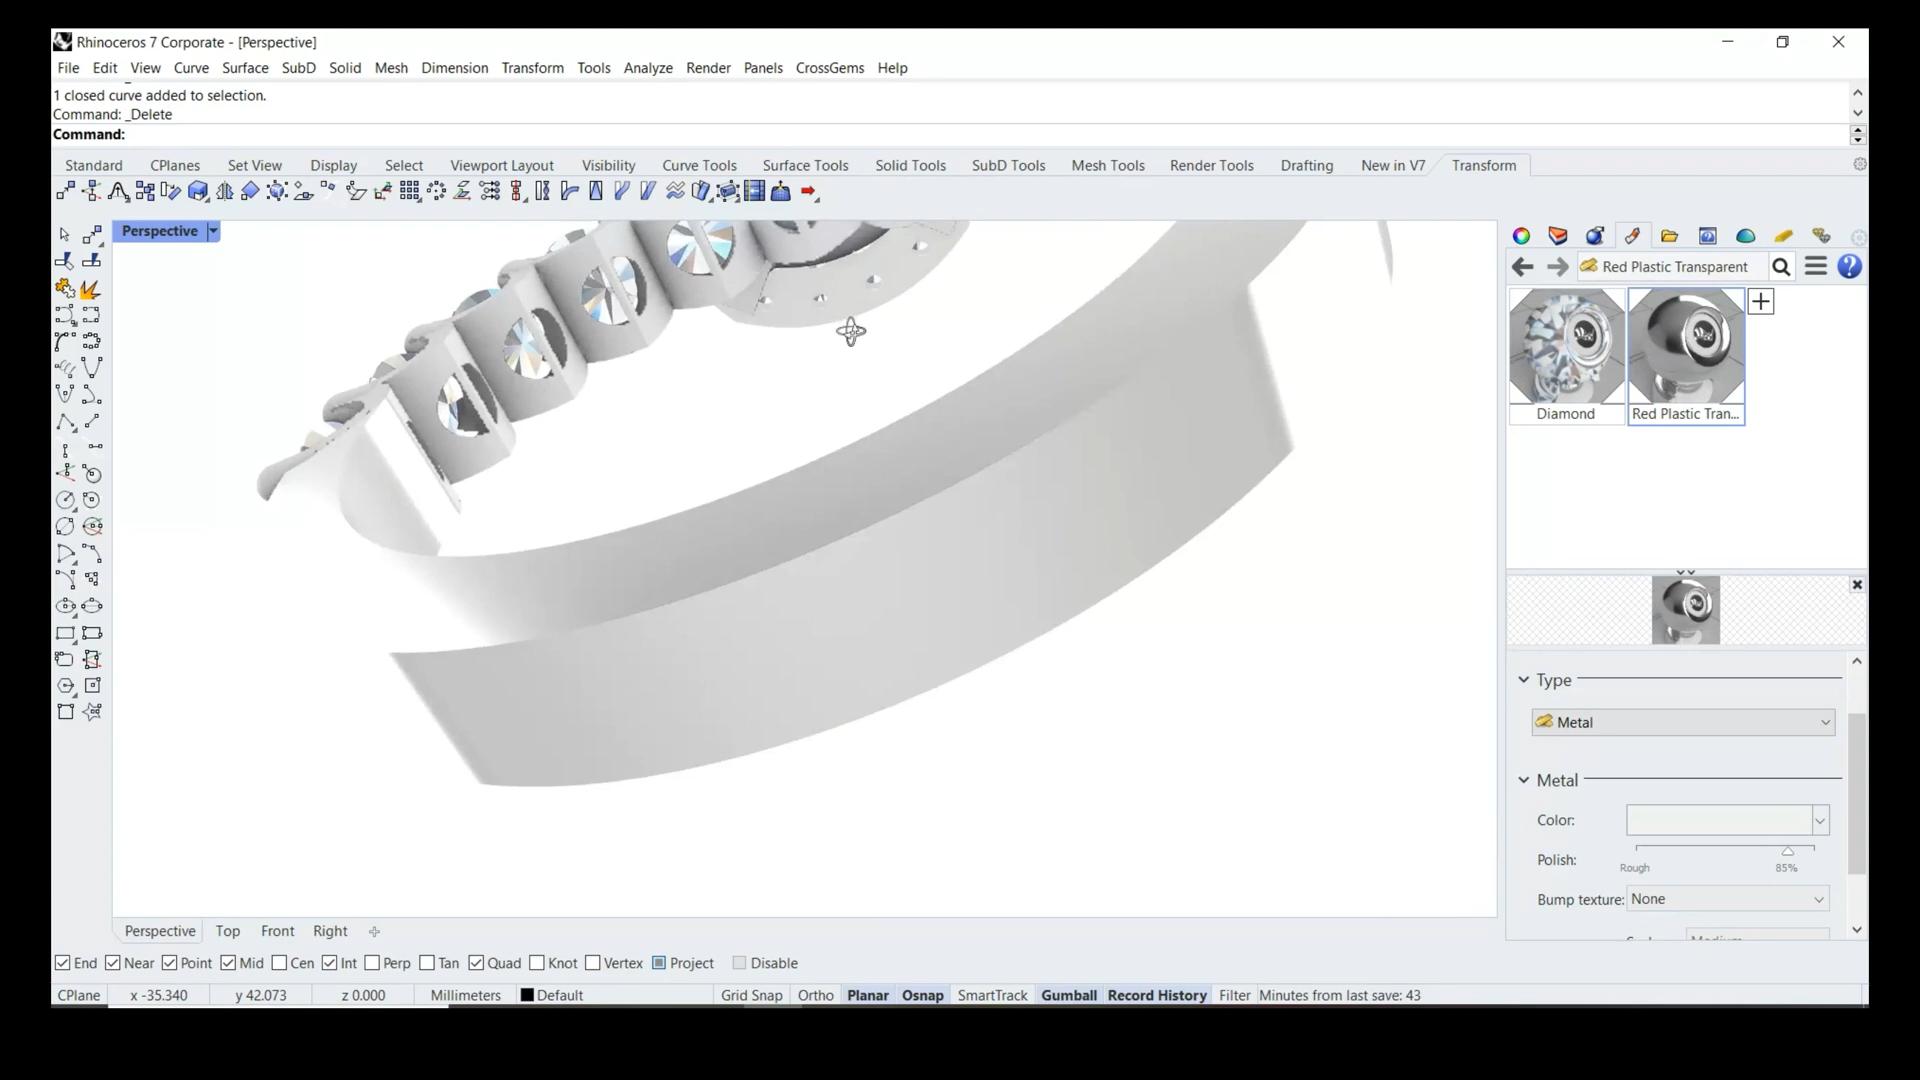 Rhinoceros 7 Corporate - [Perspective]
File Edit View Curve Surface SubD Solid Mesh Dimension Transform Tools Analyze Render Panels CrossGems Help
1 closed curve added to selection.
Command: _Delete
Command:
Standard CPlanes Set View Display Select Viewport Layout Visibility Curve Tools Surface Tools Solid Tools SubD Tools Mesh Tools Render Tools Drafting New in V7 Transform
Perspective
Red Plastic Transparent
Diamond Red Plastic Tran...
Type
Metal
Metal
Color:
Polish:
Rough 85%
Bump texture: None
Perspective Top Front Right
End Near Point Mid Cen Int Perp Tan Quad Knot Vertex Project Disable
CPlane x -35.340 y 42.073 z 0.000 Millimeters Default Grid Snap Ortho Planar Osnap SmartTrack Gumball Record History Filter Minutes from last save: 43